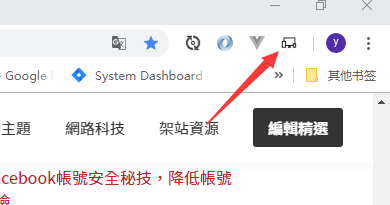 y
- Google
System Dashboard
»
其他书签
主題
網路科技
架站資源
編輯精選
cebook帳號安全秘技，降低帳號